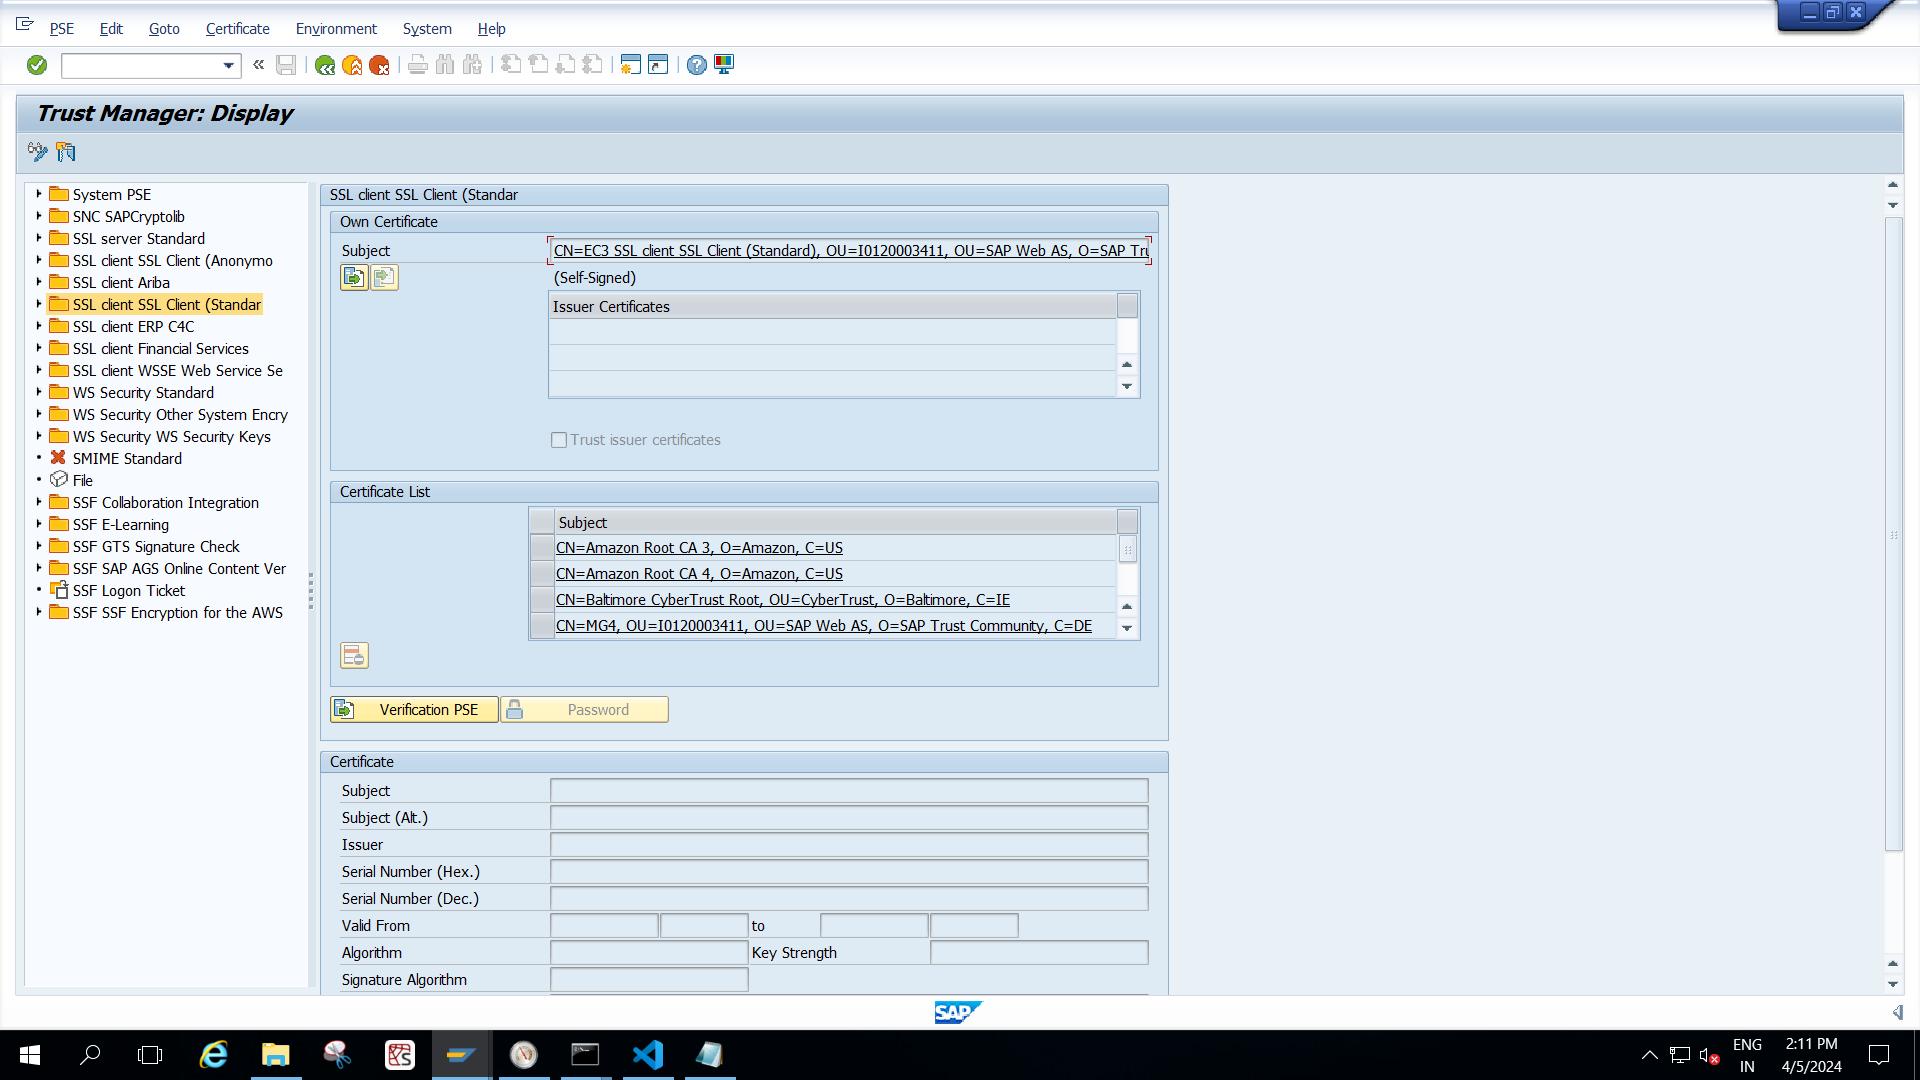 PSE Edit Goto Certificate Environment System Help
Trust Manager: Display
System PSE
SNC SAPCryptolib
SSL server Standard
SSL client SSL Client (Anonymo
SSL client Ariba
SSL client SSL Client (Standar
SSL client ERP C4C
SSL client Financial Services
SSL client WSSE Web Service Se
WS Security Standard
WS Security Other System Encry
WS Security WS Security Keys
SMIME Standard
File
SSF Collaboration Integration
SSF E-Learning
SSF GTS Signature Check
SSF SAP AGS Online Content Ver
SSF Logon Ticket
SSF SSF Encryption for the AWS
SSL client SSL Client (Standar
Own Certificate
Subject CN=EC3 SSL client SSL Client (Standard), OU=I0120003411, OU=SAP Web AS, O=SAP Tru
(Self-Signed)
Issuer Certificates
Trust issuer certificates
Certificate List
Subject
CN=Amazon Root CA 3, O=Amazon, C=US
CN=Amazon Root CA 4, O=Amazon, C=US
CN=Baltimore CyberTrust Root, OU=CyberTrust, O=Baltimore, C=IE
CN=MG4, OU=I0120003411, OU=SAP Web AS, O=SAP Trust Community, C=DE
Verification PSE Password
Certificate
Subject
Subject (Alt.)
Issuer
Serial Number (Hex.)
Serial Number (Dec.)
Valid From to
Algorithm Key Strength
Signature Algorithm
SAP
ENG 2:11 PM
IN 4/5/2024